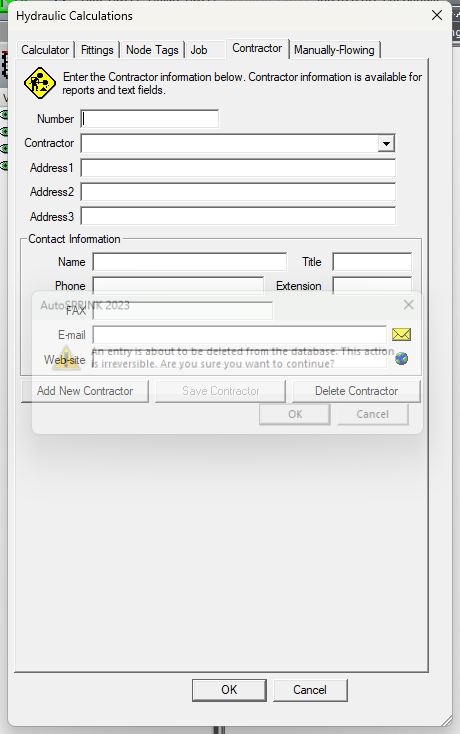 Hydraulic Calculations
Calculator Fittings Node Tags Job Contractor Manually-Flowing
Enter the Contractor information below. Contractor information is available for
reports and text fields.
Number
Contractor
Address1
Address2
Address3
Contact Information
Name Title
Phone Extension
AutoSPRINK 2023
FAX
E-mail
An entry is about to be deleted from the database. This action
Web-site
is irreversible. Are you sure you want to continue?
Add New Contractor Save Contractor Delete Contractor
OK Cancel
OK Cancel